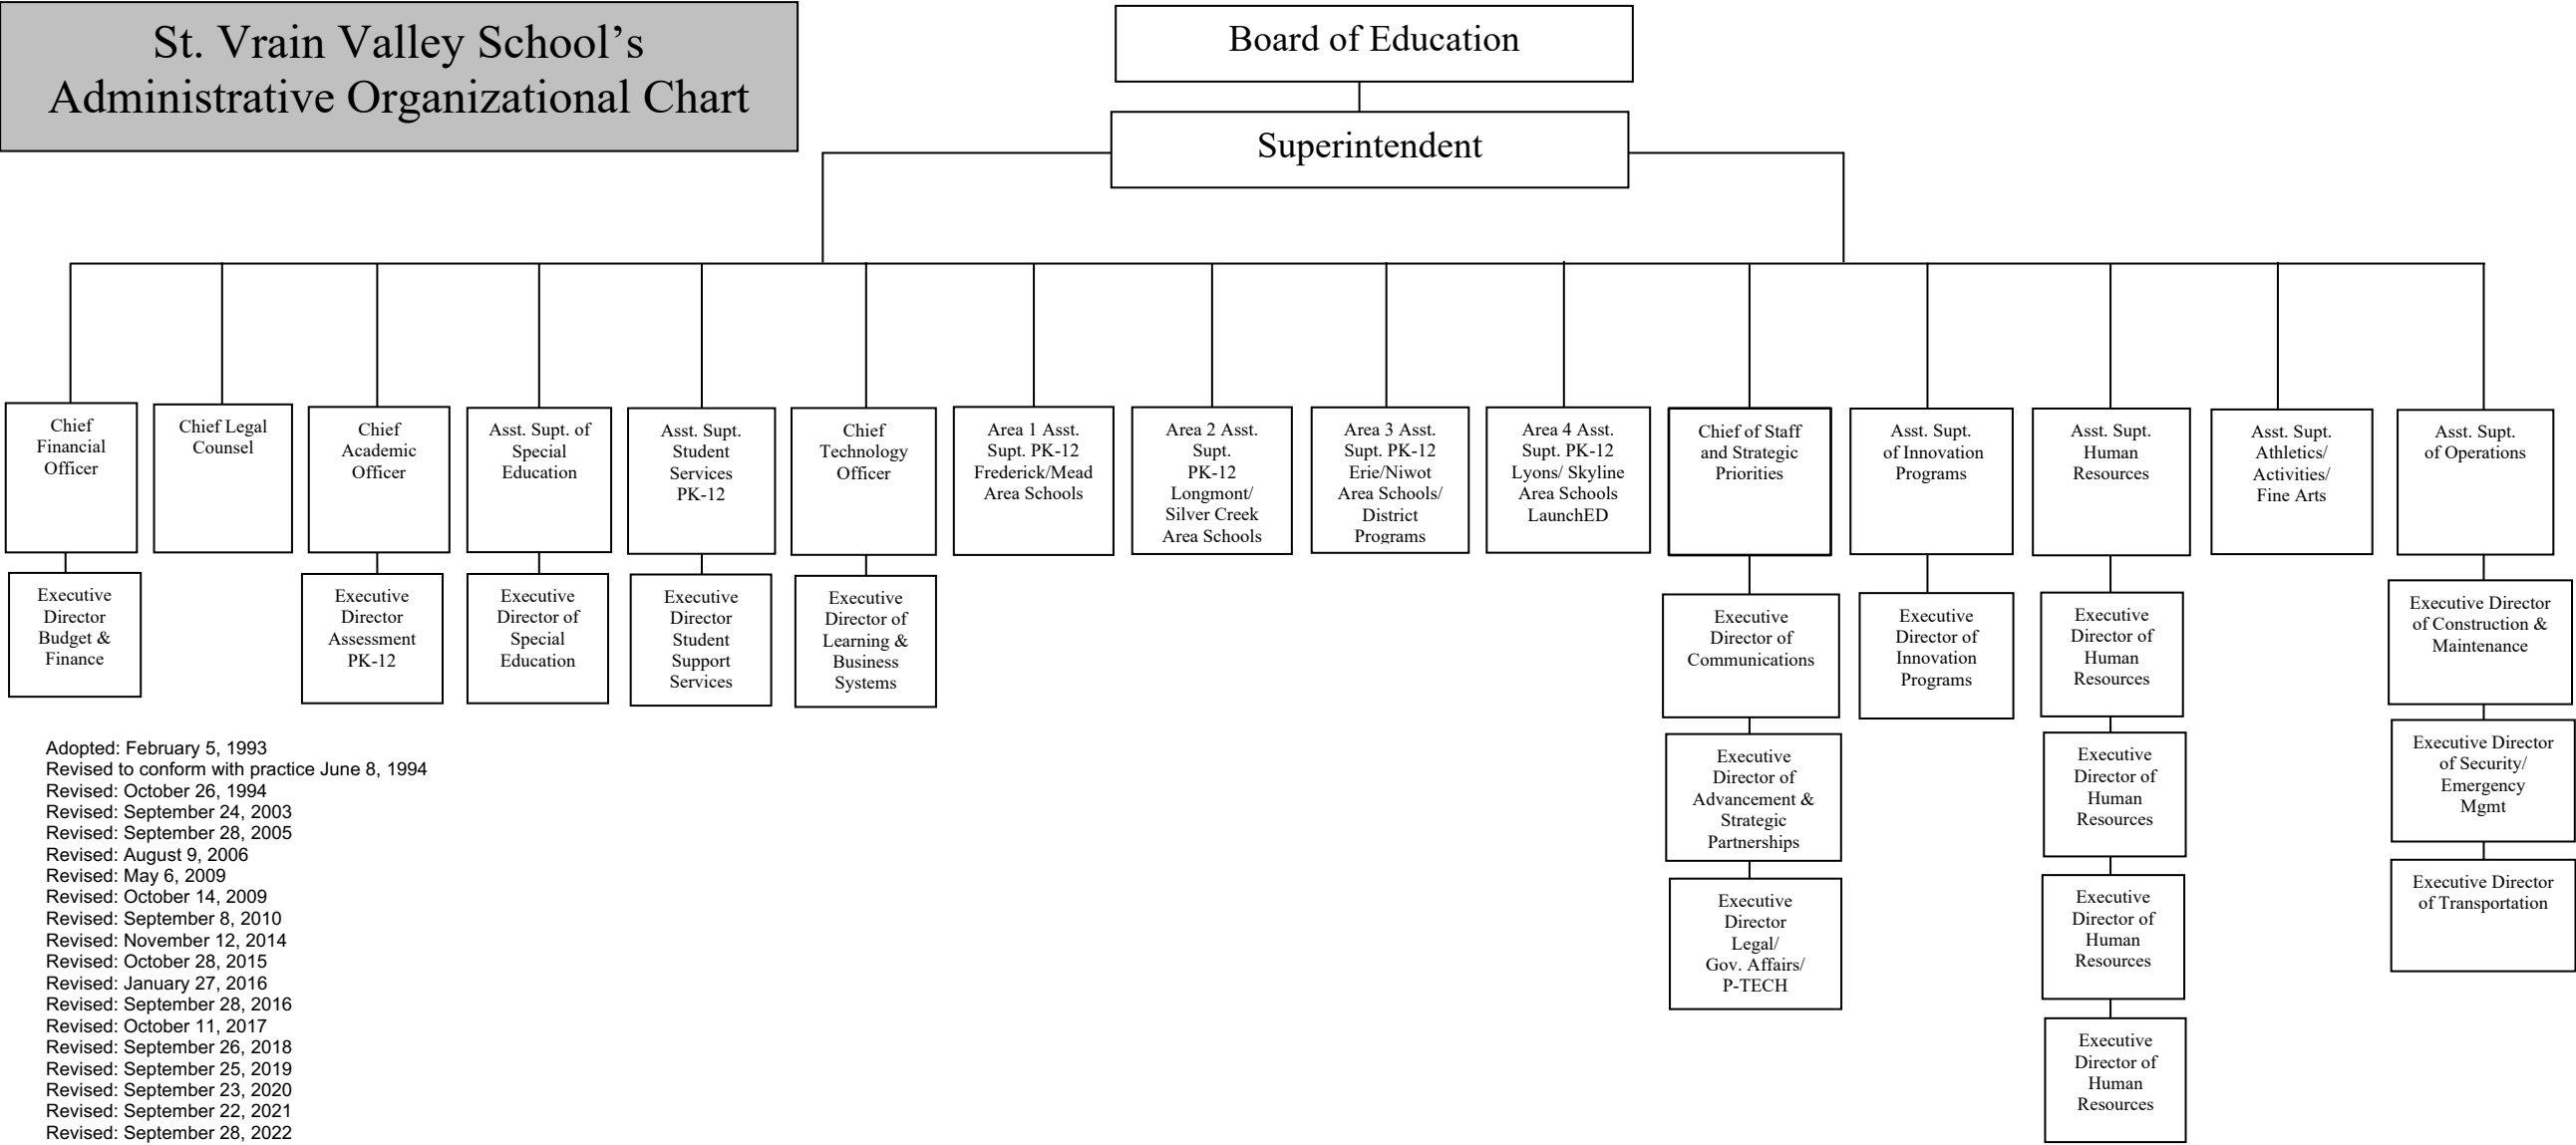 St. Vrain Valley School’s
Administrative Organizational Chart
Board of Education
Superintendent
Chief
Financial
Officer
Chief Legal
Counsel
Chief
Academic
Officer
Asst. Supt. of
Special
Education
Asst. Supt.
Student
Services
PK-12
Chief
Technology
Officer
Area 1 Asst.
Supt. PK-12
Frederick/Mead
Area Schools
Area 2 Asst.
Supt.
PK-12
Longmont/
Silver Creek
Area Schools
Area 3 Asst.
Supt. PK-12
Erie/Niwot
Area Schools/
District
Programs
Area 4 Asst.
Supt. PK-12
Lyons/ Skyline
Area Schools
LaunchED
Chief of Staff
and Strategic
Priorities
Asst. Supt.
of Innovation
Programs
Asst. Supt.
Human
Resources
Asst. Supt.
Athletics/
Activities/
Fine Arts
Asst. Supt.
of Operations
Executive
Director
Budget &
Finance
Executive
Director
Assessment
PK-12
Executive
Director of
Special
Education
Executive
Director
Student
Support
Services
Executive
Director of
Learning &
Business
Systems
Executive
Director of
Communications
Executive
Director of
Innovation
Programs
Executive
Director of
Human
Resources
Executive Director
of Construction &
Maintenance
Executive
Director of
Advancement &
Strategic
Partnerships
Executive
Director of
Human
Resources
Executive Director
of Security/
Emergency
Mgmt
Executive
Director
Legal/
Gov. Affairs/
P-TECH
Executive
Director of
Human
Resources
Executive Director
of Transportation
Executive
Director of
Human
Resources
Adopted: February 5, 1993
Revised to conform with practice June 8, 1994
Revised: October 26, 1994
Revised: September 24, 2003
Revised: September 28, 2005
Revised: August 9, 2006
Revised: May 6, 2009
Revised: October 14, 2009
Revised: September 8, 2010
Revised: November 12, 2014
Revised: October 28, 2015
Revised: January 27, 2016
Revised: September 28, 2016
Revised: October 11, 2017
Revised: September 26, 2018
Revised: September 25, 2019
Revised: September 23, 2020
Revised: September 22, 2021
Revised: September 28, 2022